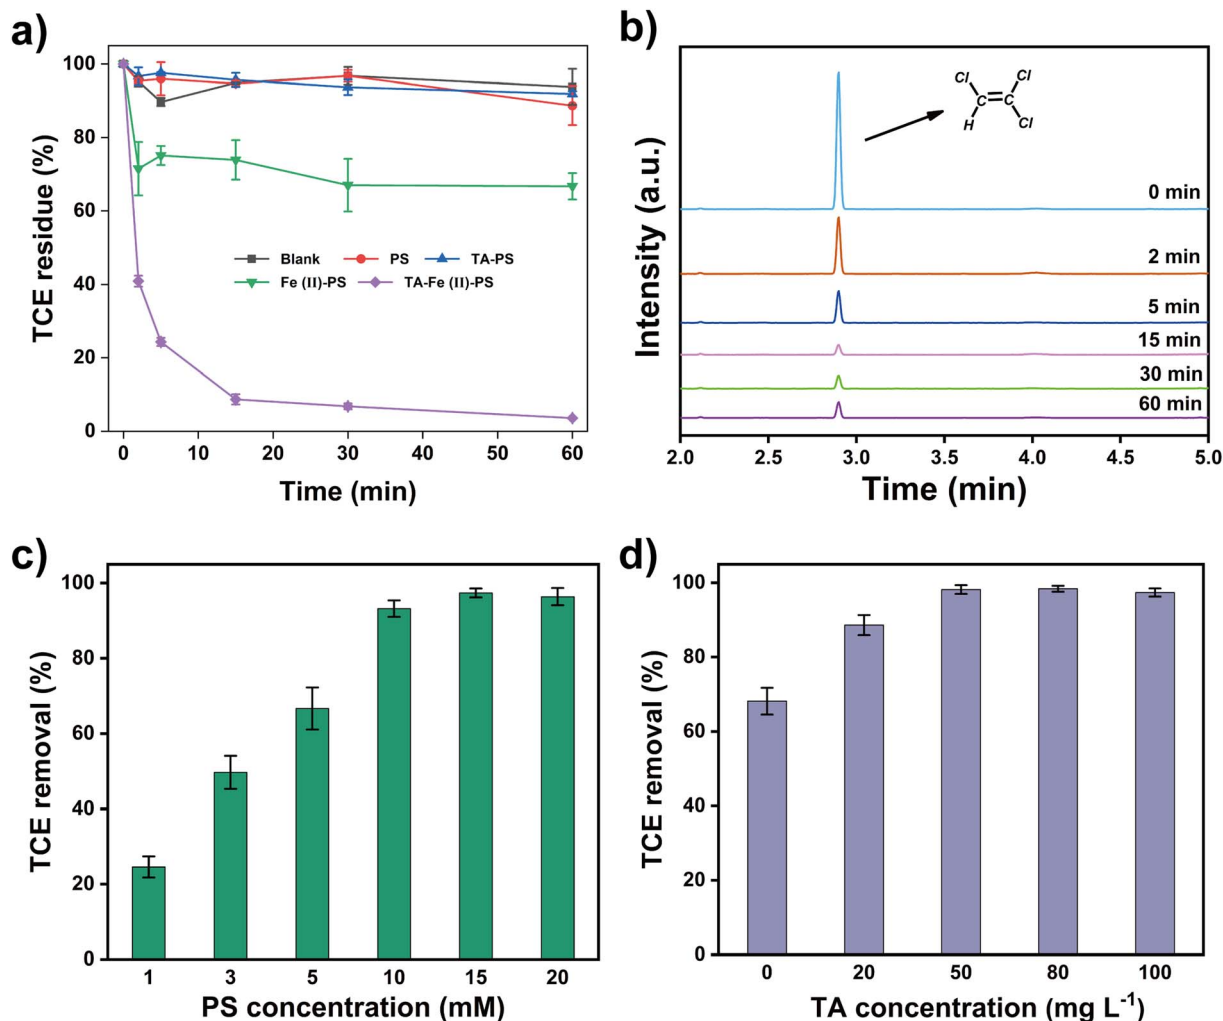 a)
100
80
60
40
20
0
TCE residue (%)
Blank PS TA-PS
Fe (II)-PS TA-Fe (II)-PS
0 10 20 30 40 50 60
Time (min)
b)
Intensity (a.u.)
Cl
Cl
C=C
H
Cl
0 min
2 min
5 min
15 min
30 min
60 min
2.0 2.5 3.0 3.5 4.0 4.5 5.0
Time (min)
c)
100
80
60
40
20
0
TCE removal (%)
1 3 5 10 15 20
PS concentration (mM)
d)
100
80
60
40
20
0
TCE removal (%)
0 20 50 80 100
TA concentration (mg L⁻¹)